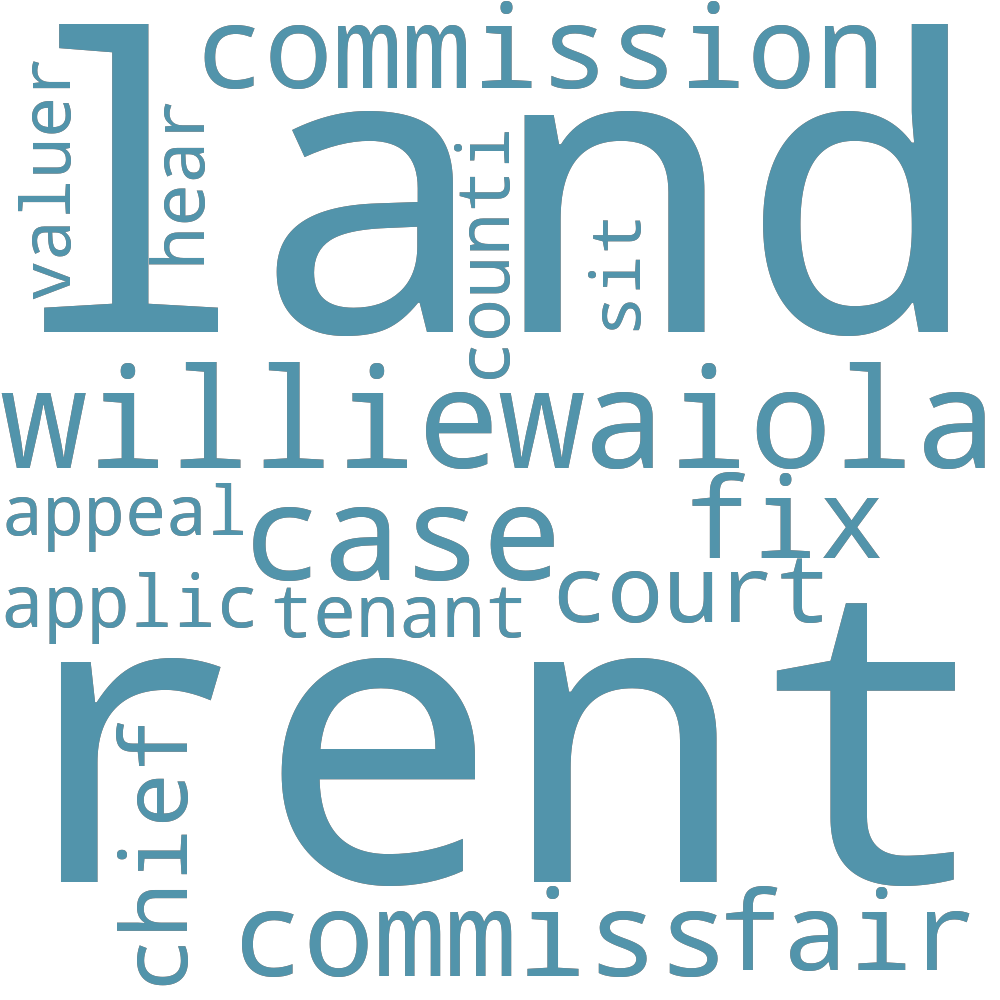 commission
land
valuer
hear
counti
sit
williewaiola
appeal
case
fix
applic
tenant
court
rent
chief
commiss
fair